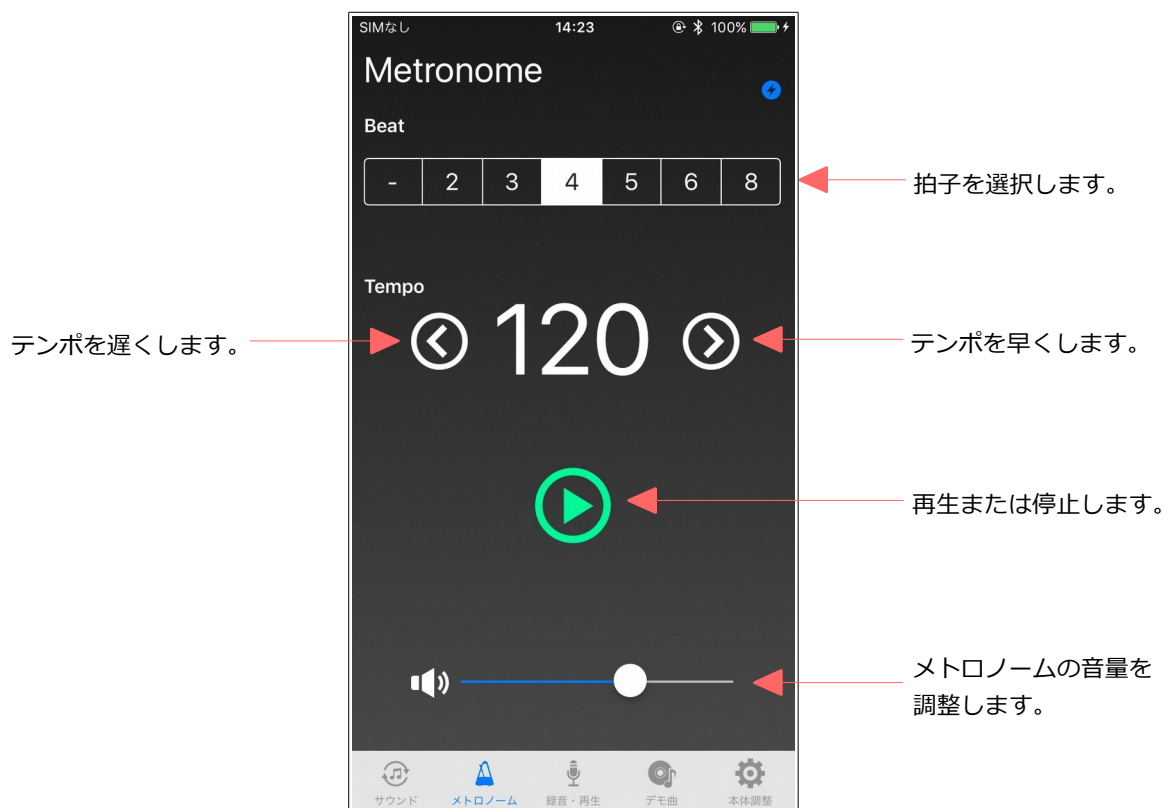 SIMなし 14:23 100%
Metronome
Beat
- 2 3 4 5 6 8
拍子を選択します。
Tempo
テンポを遅くします。
120
テンポを早くします。
再生または停止します。
メトロノームの音量を
調整します。
サウンド メトロノーム 録音・再生 デモ曲 本体調整